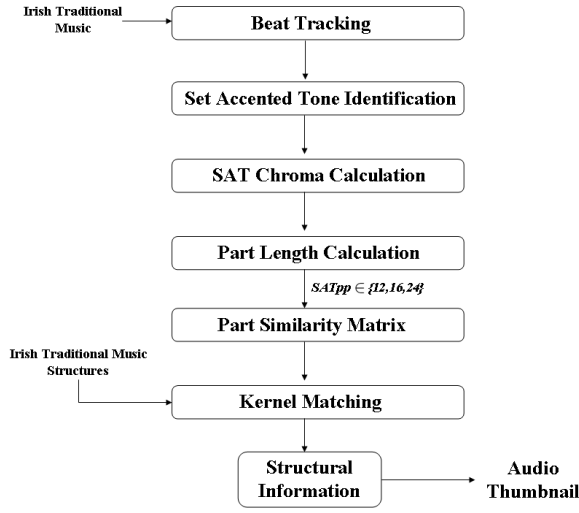 Irish Traditional
Music
Beat Tracking
Set Accented Tone Identification
SAT Chroma Calculation
Part Length Calculation
SATpp ∈ {12,16,24}
Part Similarity Matrix
Irish Traditional Music
Structures
Kernel Matching
Structural
Information
Audio
Thumbnail